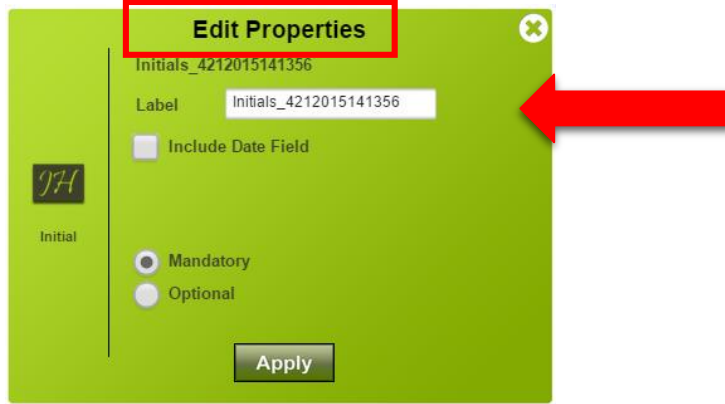 Edit Properties
Initials_4212015141356
Label Initials_4212015141356
Include Date Field
JH
Initial
Mandatory
Optional
Apply